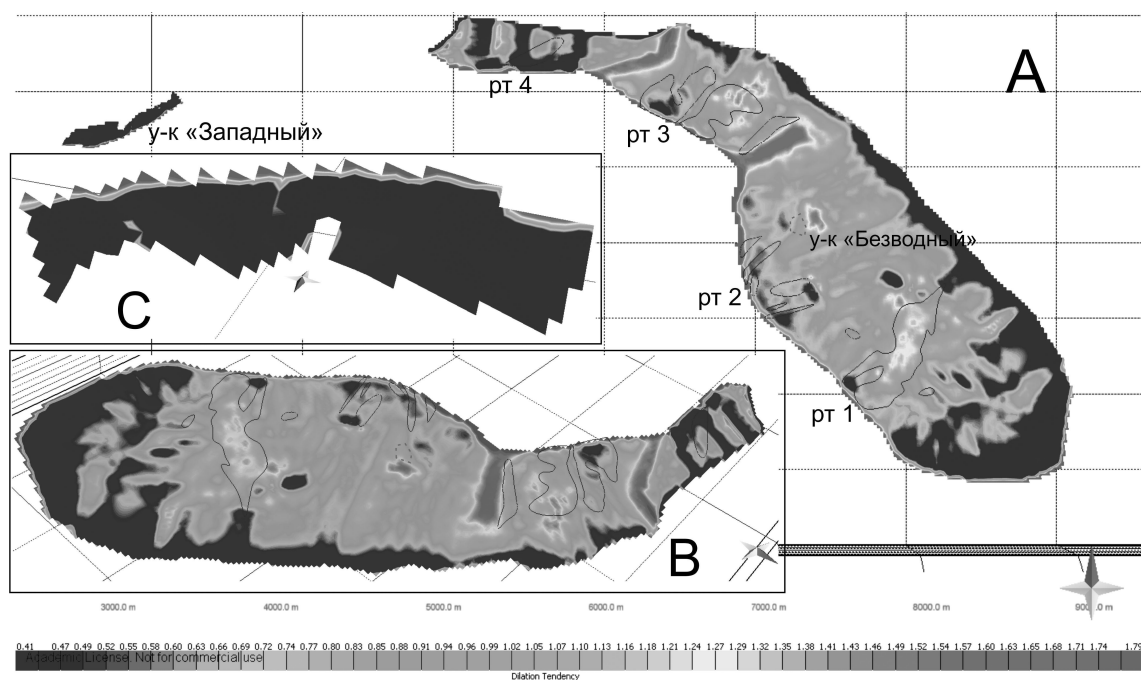 A
рт 4
рт 3
у-к «Западный»
у-к «Безводный»
рт 2
C
рт 1
B
3000.0 m 4000.0 m 5000.0 m 6000.0 m 7000.0 m 8000.0 m 9000.0 m
0.41 0.47 0.49 0.52 0.55 0.58 0.60 0.63 0.66 0.69 0.72 0.74 0.77 0.80 0.83 0.85 0.88 0.91 0.94 0.96 0.99 1.02 1.05 1.07 1.10 1.13 1.16 1.18 1.21 1.24 1.27 1.29 1.32 1.35 1.38 1.41 1.43 1.46 1.49 1.52 1.54 1.57 1.60 1.63 1.65 1.68 1.71 1.74 1.79
Academic License. Not for commercial use
Dilation Tendency